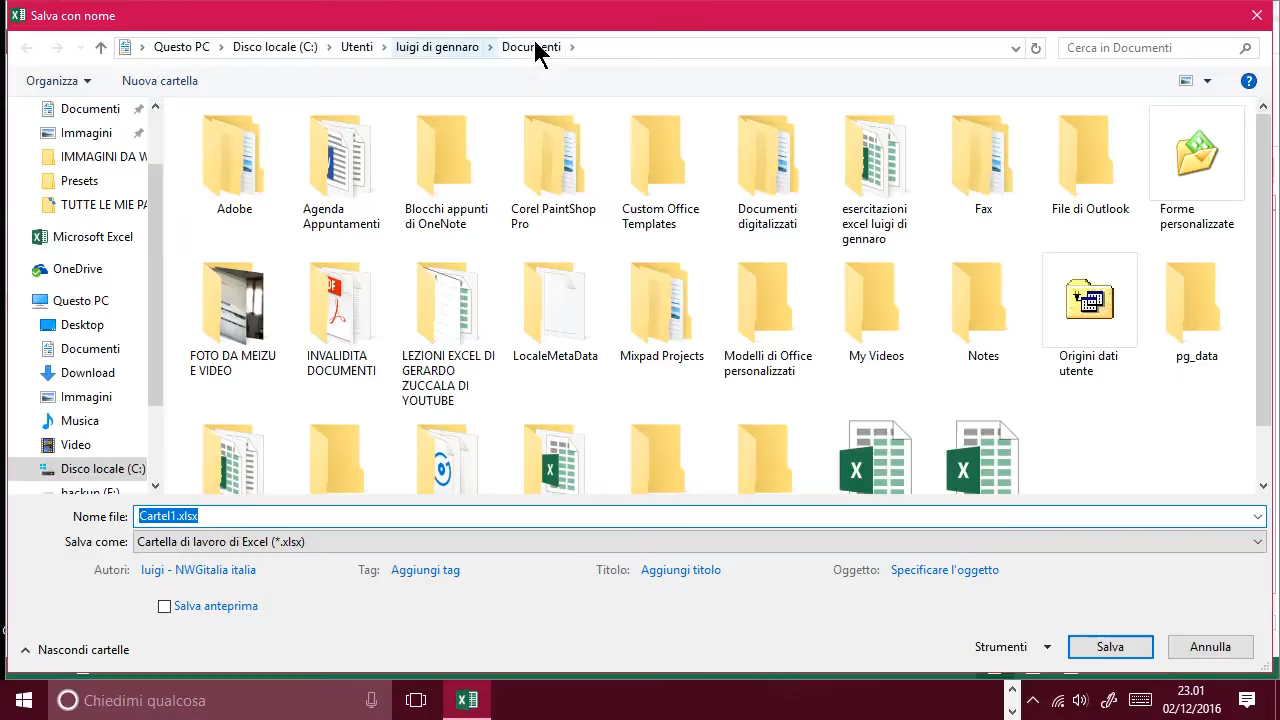 Salva con nome
Questo PC > Disco locale (C:) > Utenti > luigi di gennaro > Documenti >
Cerca in Documenti
Organizza
Nuova cartella
Documenti
Immagini
IMMAGINI DA W
Presets
TUTTE LE MIE PA
Microsoft Excel
OneDrive
Questo PC
Desktop
Documenti
Download
Immagini
Musica
Video
Disco locale (C:)
backup (F:)
Adobe
Agenda
Appuntamenti
Blocchi appunti
di OneNote
Corel PaintShop
Pro
Custom Office
Templates
Documenti
digitalizzati
esercitazioni
excel luigi di
gennaro
Fax
File di Outlook
Forme
personalizzate
FOTO DA MEIZU
E VIDEO
INVALIDITA
DOCUMENTI
LEZIONI EXCEL DI
GERARDO
ZUCCALA DI
YOUTUBE
LocaleMetaData
Mixpad Projects
Modelli di Office
personalizzati
My Videos
Notes
Origini dati
utente
pg_data
Nome file: Cartel1.xlsx
Salva come: Cartella di lavoro di Excel (*.xlsx)
Autori: luigi - NWGitalia italia
Tag: Aggiungi tag
Titolo: Aggiungi titolo
Oggetto: Specificare l'oggetto
Salva anteprima
Nascondi cartelle
Strumenti
Salva
Annulla
Chiedimi qualcosa
23.01
02/12/2016